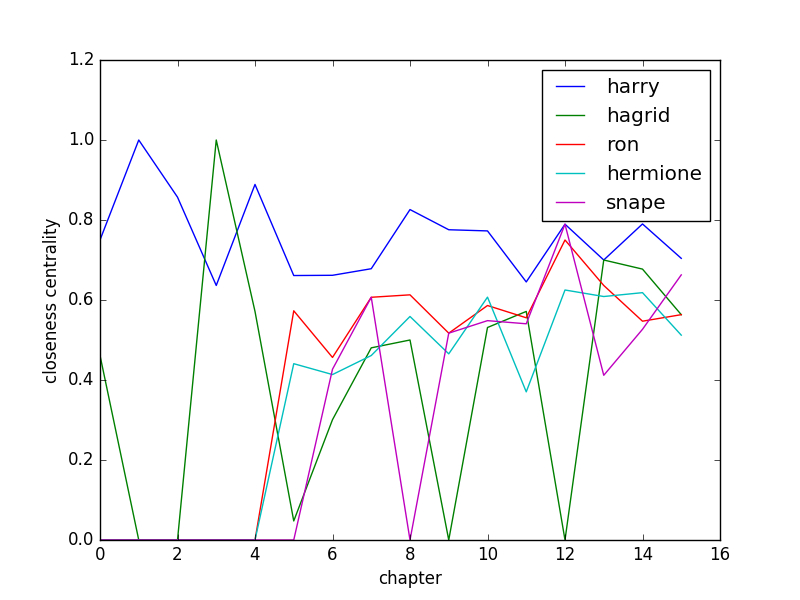 1.2
1.0
0.8
0.6
0.4
0.2
0.0
closeness centrality
harry
hagrid
ron
hermione
snape
0 2 4 6 8 10 12 14 16
chapter